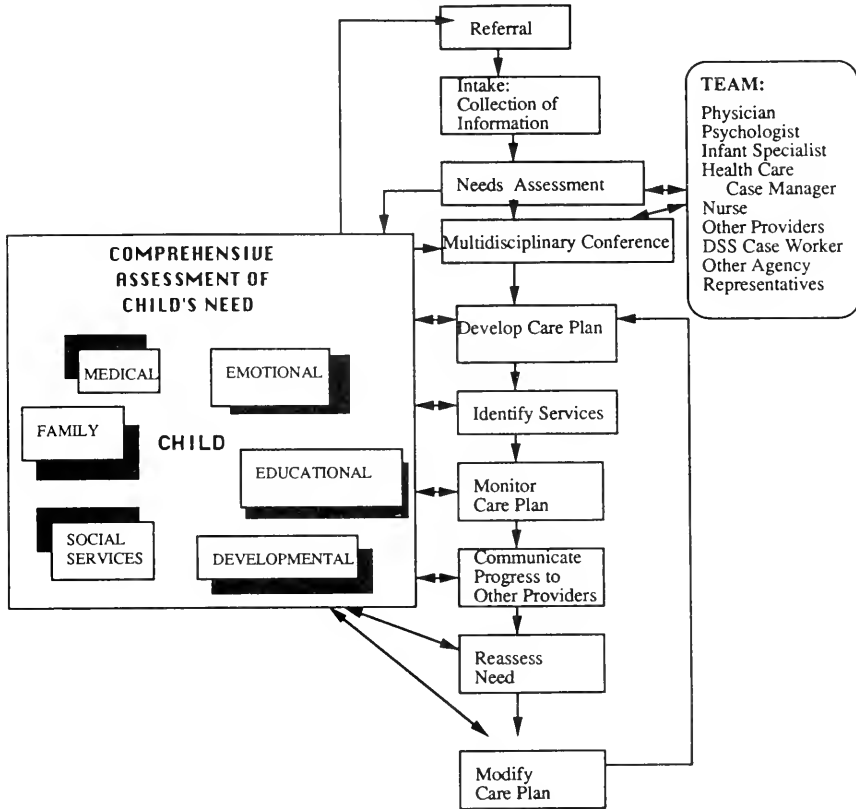 Referral
Intake:
Collection of
Information
Needs Assessment
Multidisciplinary Conference
TEAM:
Physician
Psychologist
Infant Specialist
Health Care
Case Manager
Nurse
Other Providers
DSS Case Worker
Other Agency
Representatives
COMPREHENSIVE
ASSESSMENT OF
CHILD'S NEED
MEDICAL
EMOTIONAL
FAMILY
CHILD
EDUCATIONAL
SOCIAL
SERVICES
DEVELOPMENTAL
Develop Care Plan
Identify Services
Monitor
Care Plan
Communicate
Progress to
Other Providers
Reassess
Need
Modify
Care Plan